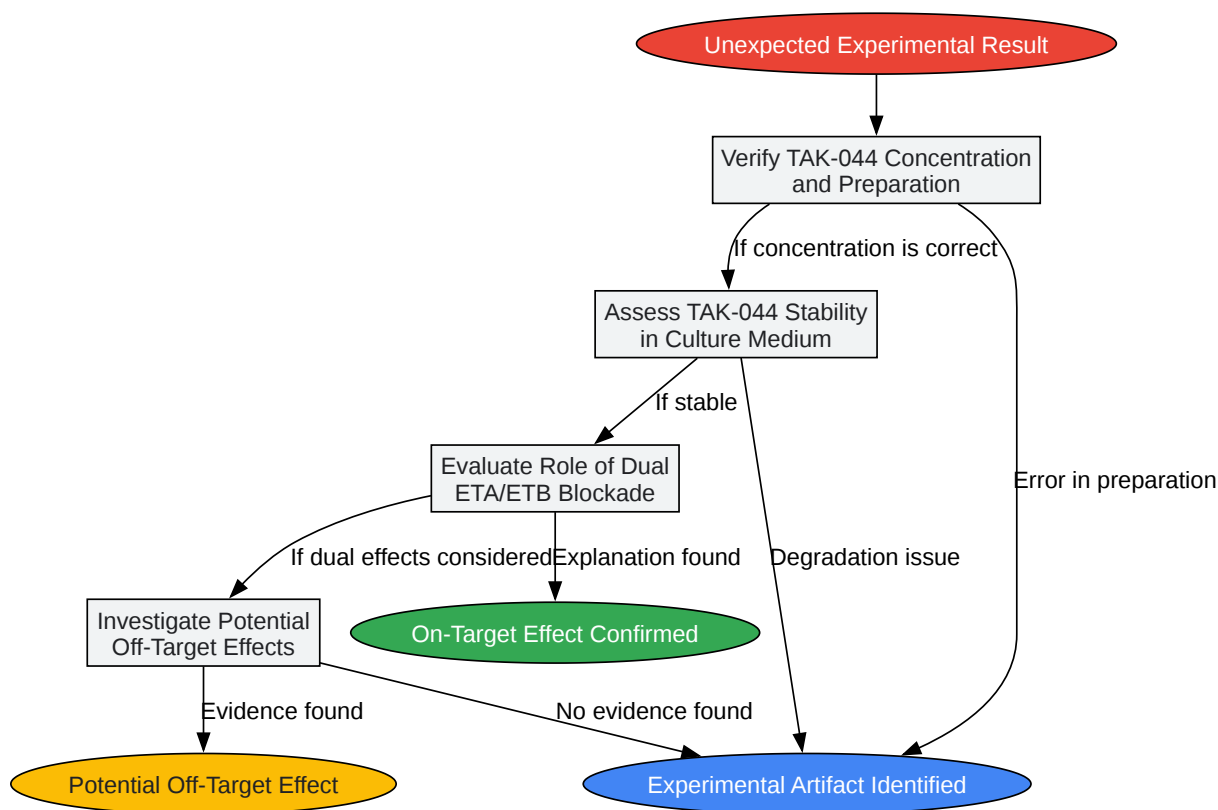 Unexpected Experimental Result
Verify TAK-044 Concentration
and Preparation
If concentration is correct
Assess TAK-044 Stability
in Culture Medium
If stable
Evaluate Role of Dual
ETA/ETB Blockade
Error in preparation
If dual effects considered
Explanation found
Degradation issue
Investigate Potential
Off-Target Effects
On-Target Effect Confirmed
Evidence found
No evidence found
Potential Off-Target Effect
Experimental Artifact Identified